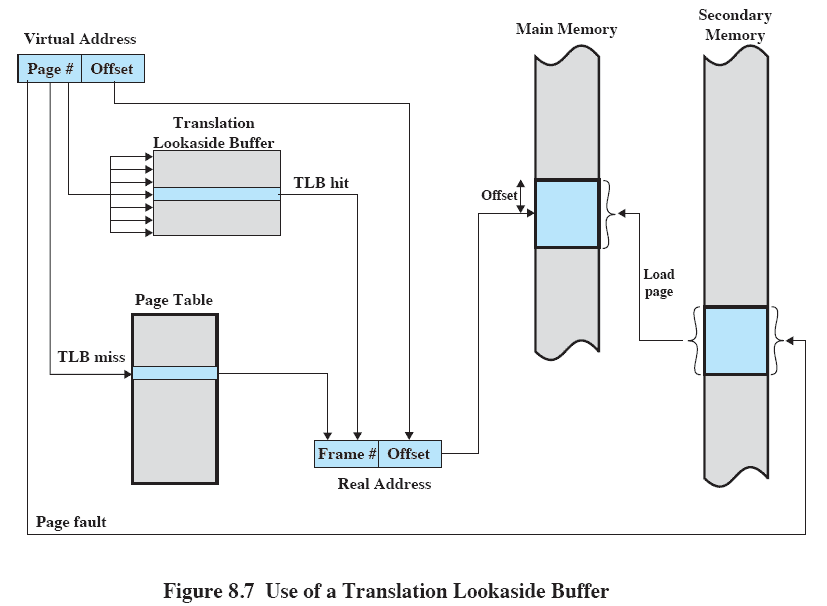 Secondary
Memory
Main Memory
Virtual Address
Page #
Offset
Translation
Lookaside Buffer
TLB hit
Offset
Load
page
Page Table
TLB miss
Frame #
Offset
Real Address
Page fault
Figure 8.7 Use of a Translation Lookaside Buffer